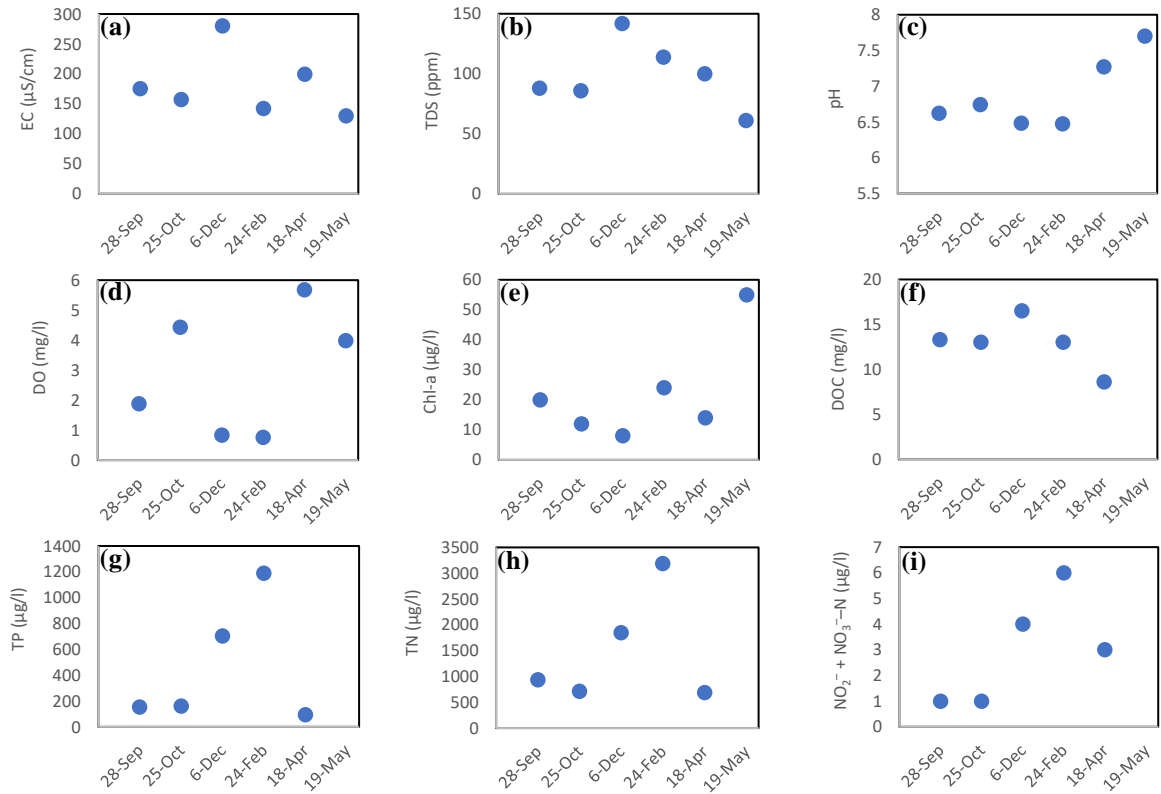 (a)
EC (µS/cm)
300
250
200
150
100
50
0
28-Sep
25-Oct
6-Dec
24-Feb
18-Apr
19-May
(b)
TDS (ppm)
150
100
50
0
28-Sep
25-Oct
6-Dec
24-Feb
18-Apr
19-May
(c)
pH
8
7.5
7
6.5
6
5.5
28-Sep
25-Oct
6-Dec
24-Feb
18-Apr
19-May
(d)
DO (mg/l)
6
5
4
3
2
1
0
28-Sep
25-Oct
6-Dec
24-Feb
18-Apr
19-May
(e)
Chl-a (µg/l)
60
50
40
30
20
10
0
28-Sep
25-Oct
6-Dec
24-Feb
18-Apr
19-May
(f)
DOC (mg/l)
20
15
10
5
0
28-Sep
25-Oct
6-Dec
24-Feb
18-Apr
19-May
(g)
TP (µg/l)
1400
1200
1000
800
600
400
200
0
28-Sep
25-Oct
6-Dec
24-Feb
18-Apr
19-May
(h)
TN (µg/l)
3500
3000
2500
2000
1500
1000
500
0
28-Sep
25-Oct
6-Dec
24-Feb
18-Apr
19-May
(i)
NO₂⁻ + NO₃⁻–N (µg/l)
7
6
5
4
3
2
1
0
28-Sep
25-Oct
6-Dec
24-Feb
18-Apr
19-May